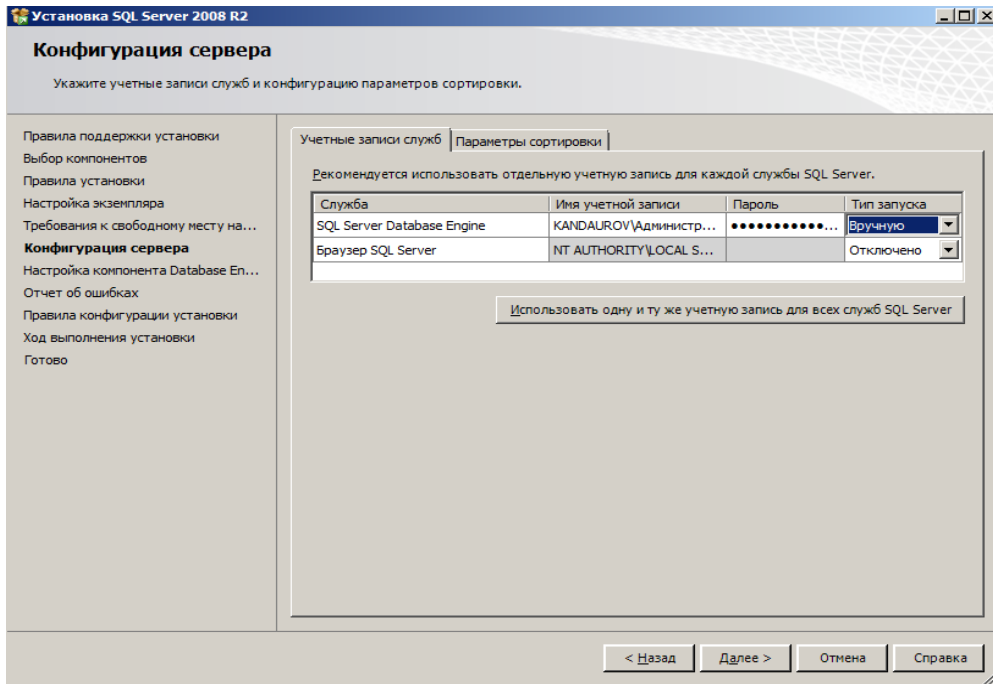 Установка SQL Server 2008 R2
Конфигурация сервера
Укажите учетные записи служб и конфигурацию параметров сортировки.
Правила поддержки установки
Выбор компонентов
Правила установки
Настройка экземпляра
Требования к свободному месту на...
Конфигурация сервера
Настройка компонента Database En...
Отчет об ошибках
Правила конфигурации установки
Ход выполнения установки
Готово
Учетные записи служб Параметры сортировки
Рекомендуется использовать отдельную учетную запись для каждой службы SQL Server.
Служба Имя учетной записи Пароль Тип запуска
SQL Server Database Engine KANDAUROV\Администр... ●●●●●●●●●●●... Вручную
Браузер SQL Server NT AUTHORITY\LOCAL S... Отключено
Использовать одну и ту же учетную запись для всех служб SQL Server
< Назад Далее > Отмена Справка